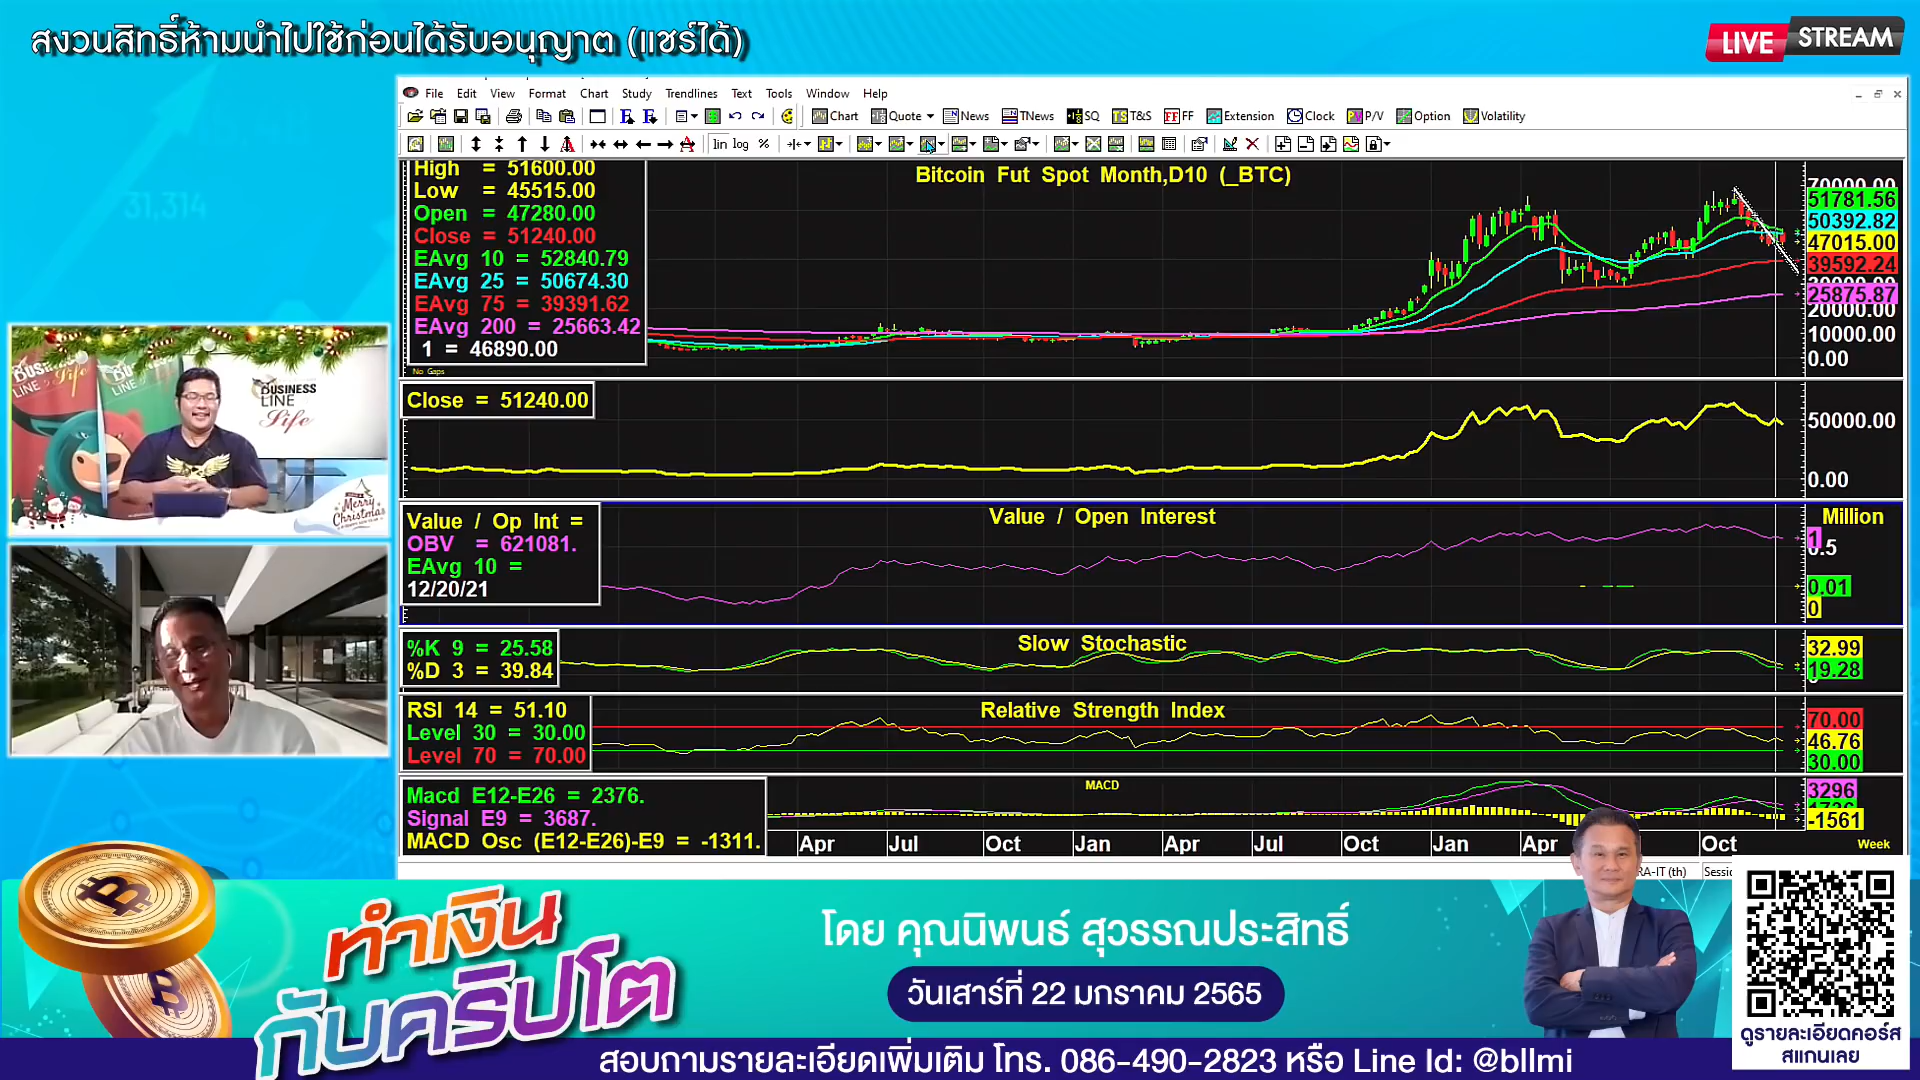 สงวนสิทธิ์ห้ามนำไปใช้ก่อนได้รับอนุญาต (แชร์ได้)
LIVE STREAM
File Edit View Format Chart Study Trendlines Text Tools Window Help
Chart Quote News TNews SQ T&S FF Extension Clock P/V Option Volatility
lin log %
Bitcoin Fut Spot Month,D10 (_BTC)
High = 51600.00
Low = 45515.00
Open = 47280.00
Close = 51240.00
EAvg 10 = 52840.79
EAvg 25 = 50674.30
EAvg 75 = 39391.62
EAvg 200 = 25663.42
1 = 46890.00
No Gaps
70000.00
51781.56
50392.82
47015.00
39592.24
25875.87
20000.00
10000.00
0.00
Close = 51240.00
50000.00
0.00
Value / Open Interest
Million
Value / Op Int =
OBV = 621081.
EAvg 10 =
12/20/21
1
0.5
0.01
0
Slow Stochastic
%K 9 = 25.58
%D 3 = 39.84
32.99
19.28
Relative Strength Index
RSI 14 = 51.10
Level 30 = 30.00
Level 70 = 70.00
70.00
46.76
30.00
MACD
Macd E12-E26 = 2376.
Signal E9 = 3687.
MACD Osc (E12-E26)-E9 = -1311.
3296
-1561
Apr Jul Oct Jan Apr Jul Oct Jan Apr Oct Week
RA-IT (th)
BUSINESS
LINE
Life
Merry
Christmas
ทำเงิน
กับคริปโต
โดย คุณนิพนธ์ สุวรรณประสิทธิ์
วันเสาร์ที่ 22 มกราคม 2565
ดูรายละเอียดคอร์ส
สแกนเลย
สอบถามรายละเอียดเพิ่มเติม โทร. 086-490-2823 หรือ Line Id: @bllmi